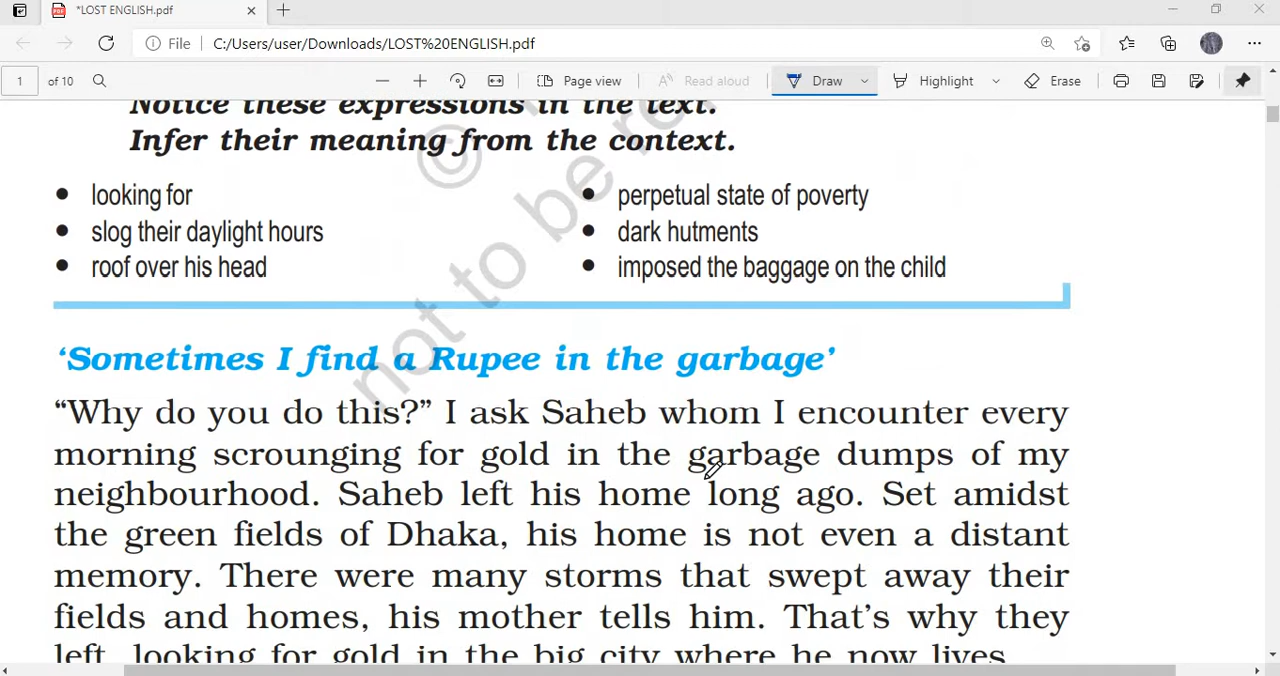 *LOST ENGLISH.pdf
File C:/Users/user/Downloads/LOST%20ENGLISH.pdf
1 of 10 Page view Read aloud Draw Highlight Erase
Notice these expressions in the text.
Infer their meaning from the context.
looking for
slog their daylight hours
roof over his head
perpetual state of poverty
dark hutments
imposed the baggage on the child
© not to be re
‘Sometimes I find a Rupee in the garbage’
“Why do you do this?” I ask Saheb whom I encounter every
morning scrounging for gold in the garbage dumps of my
neighbourhood. Saheb left his home long ago. Set amidst
the green fields of Dhaka, his home is not even a distant
memory. There were many storms that swept away their
fields and homes, his mother tells him. That’s why they
left, looking for gold in the big city where he now lives.